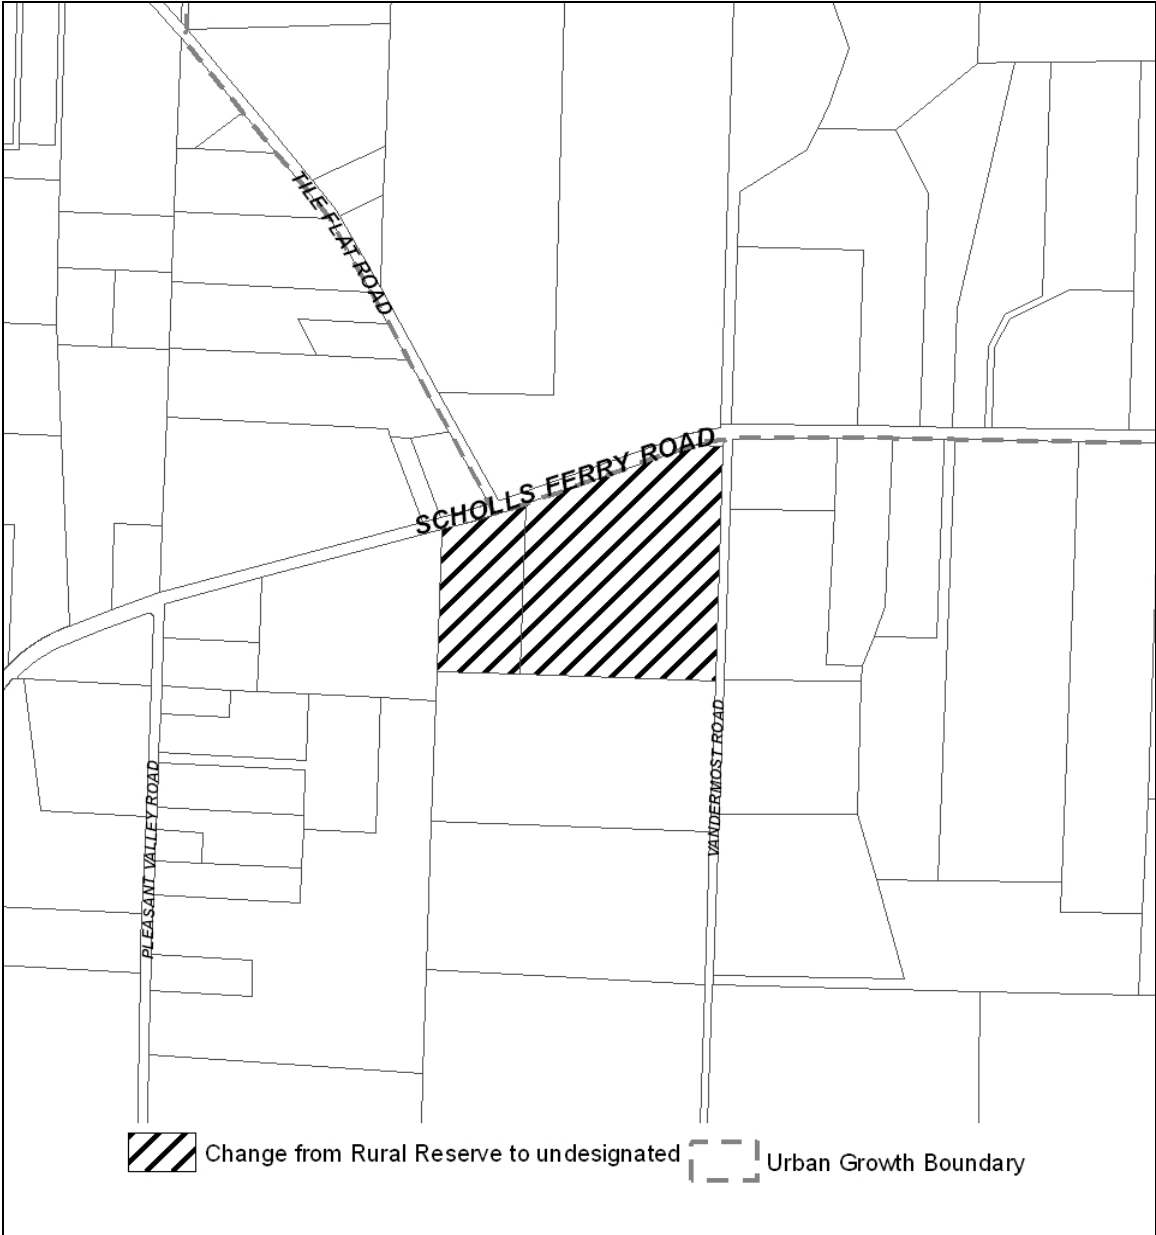 TILE FLAT ROAD
SCHOLLS FERRY ROAD
VANDERMOST ROAD
PLEASANT VALLEY ROAD
Change from Rural Reserve to undesignated
Urban Growth Boundary